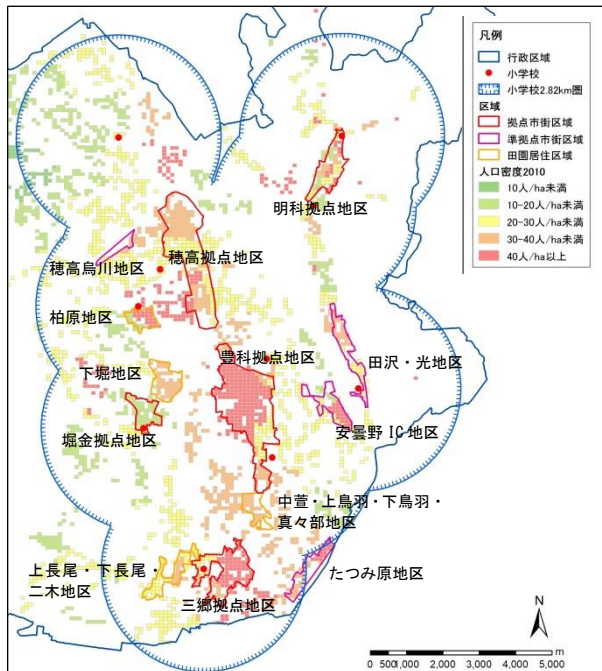 凡例
行政区域
小学校
小学校2.82km圏
区域
拠点市街区域
準拠点市街区域
田園居住区域
人口密度2010
10人/ha未満
10-20人/ha未満
20-30人/ha未満
30-40人/ha未満
40人/ha以上
明科拠点地区
穂高烏川地区
穂高拠点地区
柏原地区
豊科拠点地区
田沢・光地区
下堀地区
安曇野 IC 地区
堀金拠点地区
中萱・上鳥羽・下鳥羽・
真々部地区
上長尾・下長尾・
二木地区
たつみ原地区
三郷拠点地区
N
m
0 500 1,000 2,000 3,000 4,000 5,000